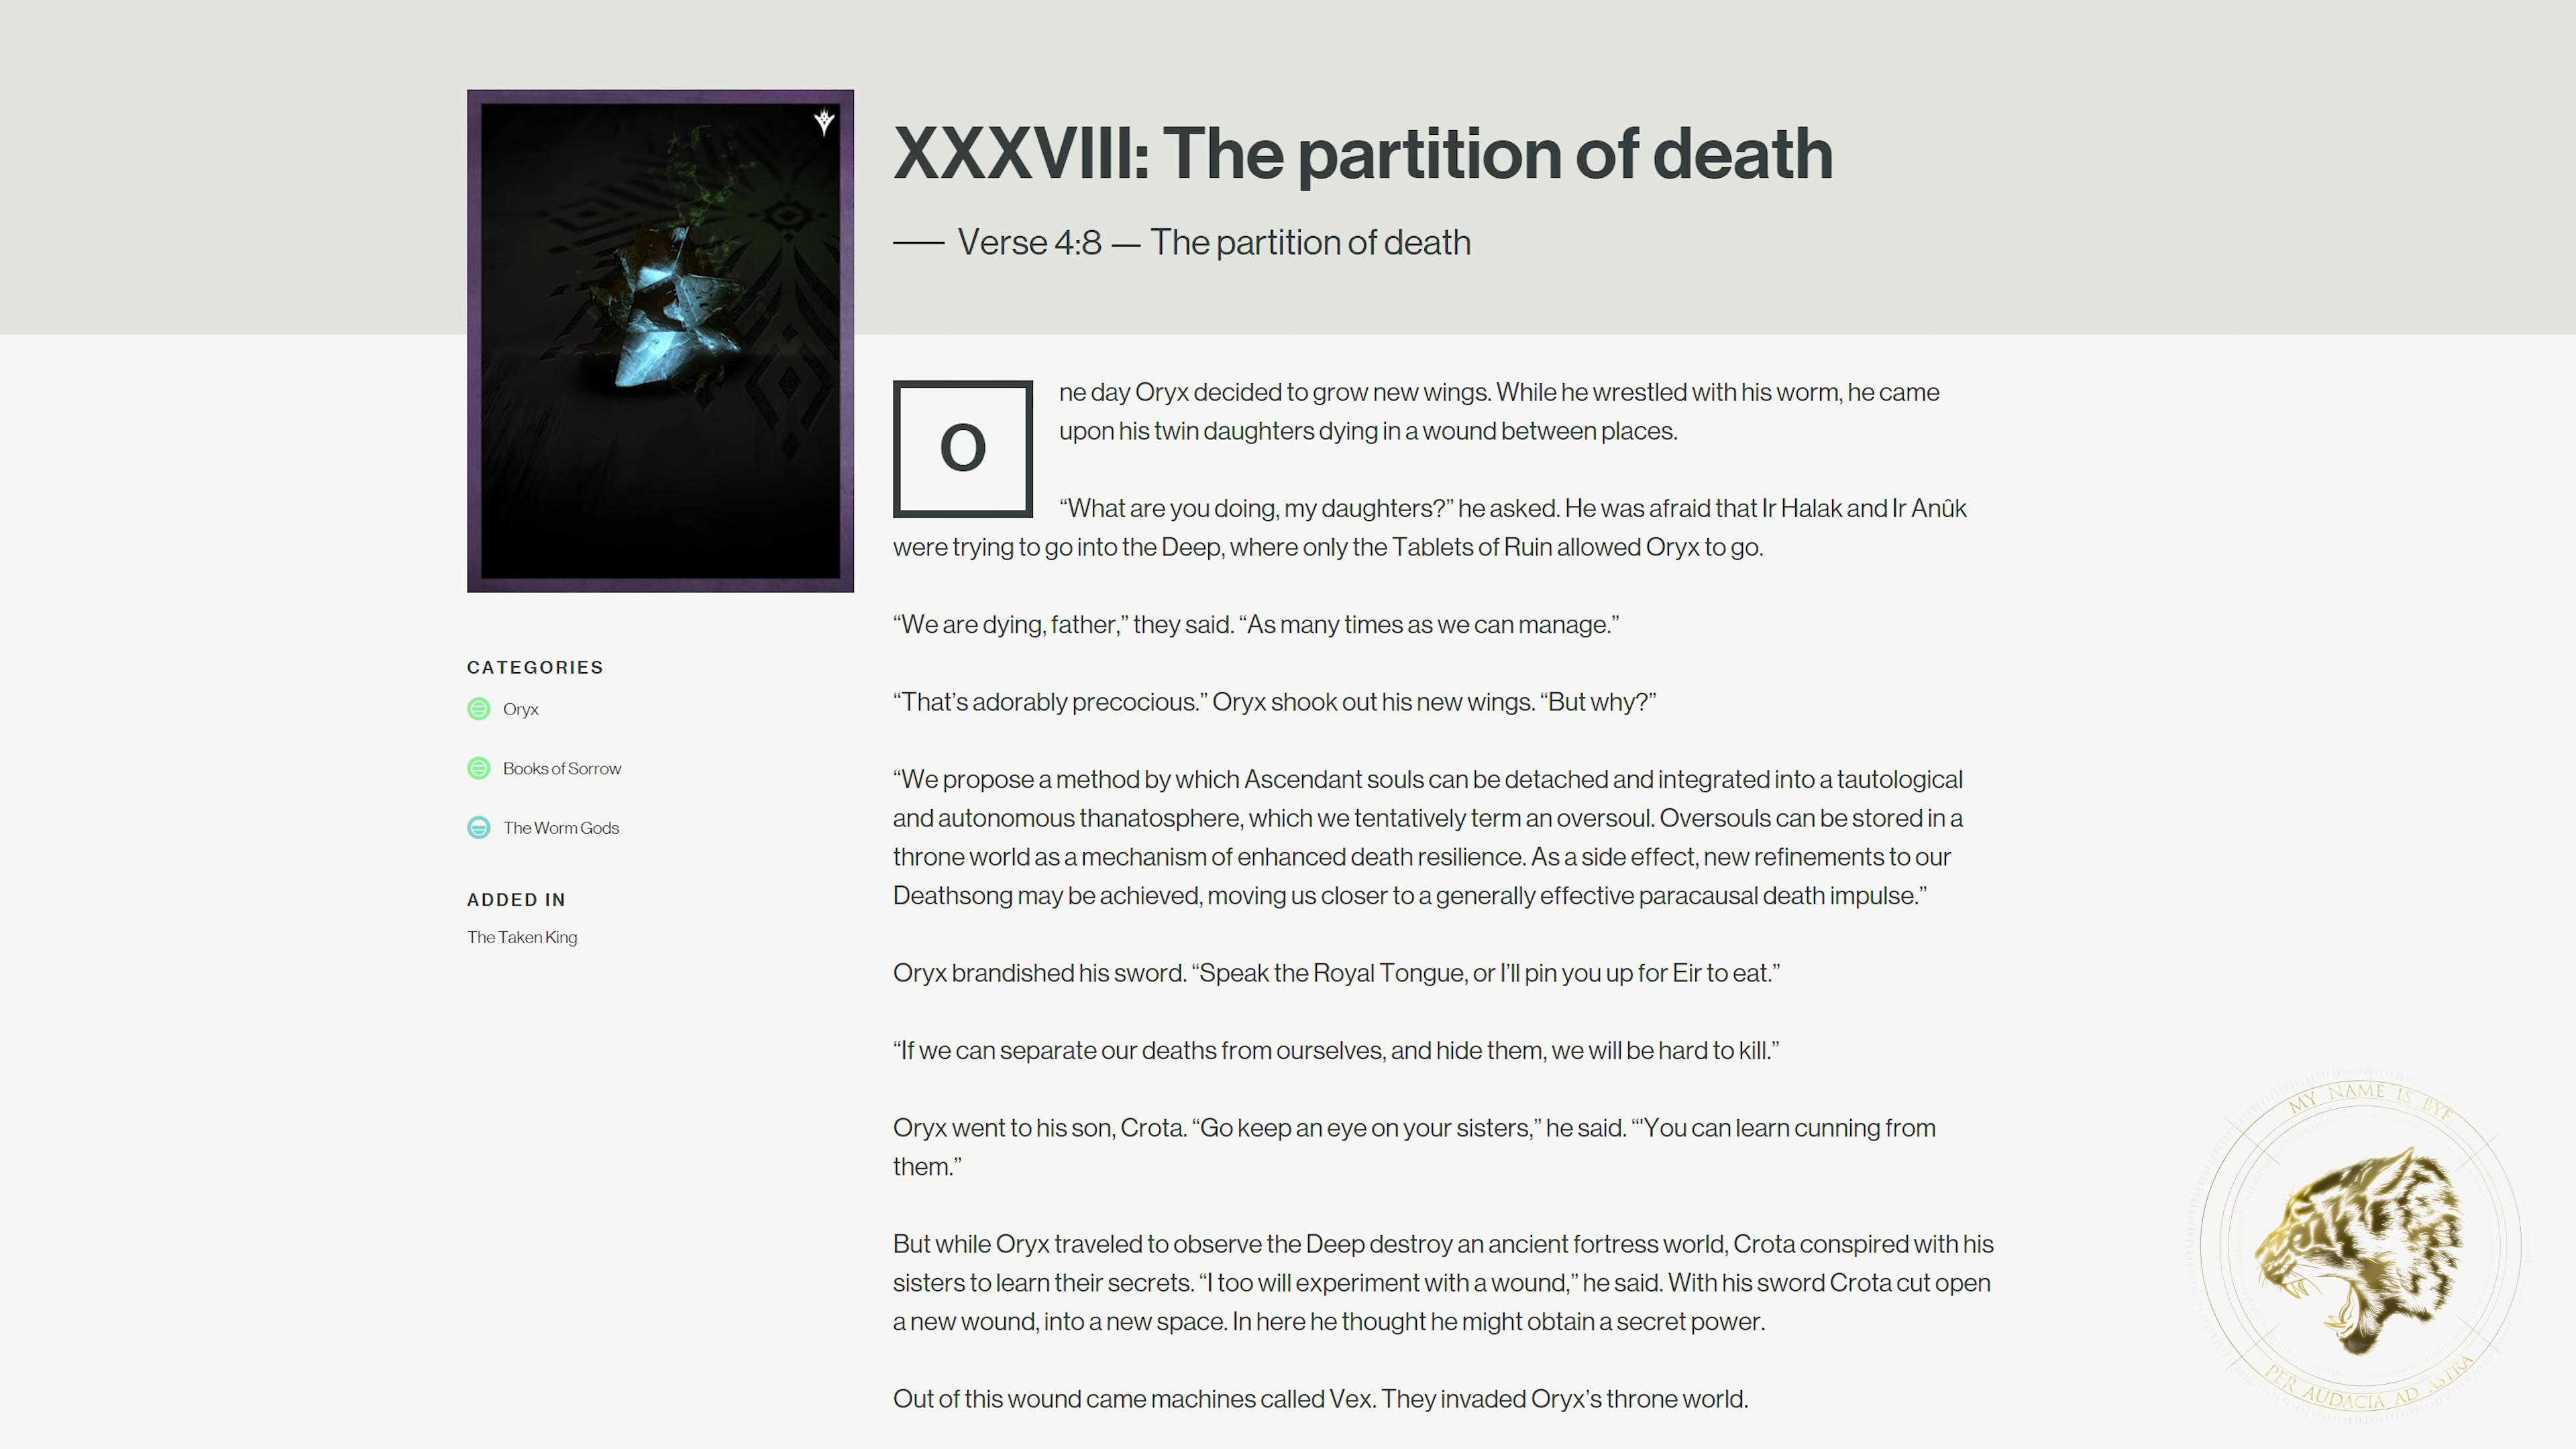 XXXVIII: The partition of death
Verse 4:8 — The partition of death
One day Oryx decided to grow new wings. While he wrestled with his worm, he came
upon his twin daughters dying in a wound between places.
“What are you doing, my daughters?” he asked. He was afraid that Ir Halak and Ir Anûk
were trying to go into the Deep, where only the Tablets of Ruin allowed Oryx to go.
“We are dying, father,” they said. “As many times as we can manage.”
“That’s adorably precocious.” Oryx shook out his new wings. “But why?”
“We propose a method by which Ascendant souls can be detached and integrated into a tautological
and autonomous thanatosphere, which we tentatively term an oversoul. Oversouls can be stored in a
throne world as a mechanism of enhanced death resilience. As a side effect, new refinements to our
Deathsong may be achieved, moving us closer to a generally effective paracausal death impulse.”
Oryx brandished his sword. “Speak the Royal Tongue, or I’ll pin you up for Eir to eat.”
“If we can separate our deaths from ourselves, and hide them, we will be hard to kill.”
Oryx went to his son, Crota. “Go keep an eye on your sisters,” he said. “‘You can learn cunning from
them.”
But while Oryx traveled to observe the Deep destroy an ancient fortress world, Crota conspired with his
sisters to learn their secrets. “I too will experiment with a wound,” he said. With his sword Crota cut open
a new wound, into a new space. In here he thought he might obtain a secret power.
Out of this wound came machines called Vex. They invaded Oryx’s throne world.
CATEGORIES
Oryx
Books of Sorrow
The Worm Gods
ADDED IN
The Taken King
MY NAME IS BYF
PER AUDACIA AD ASTRA